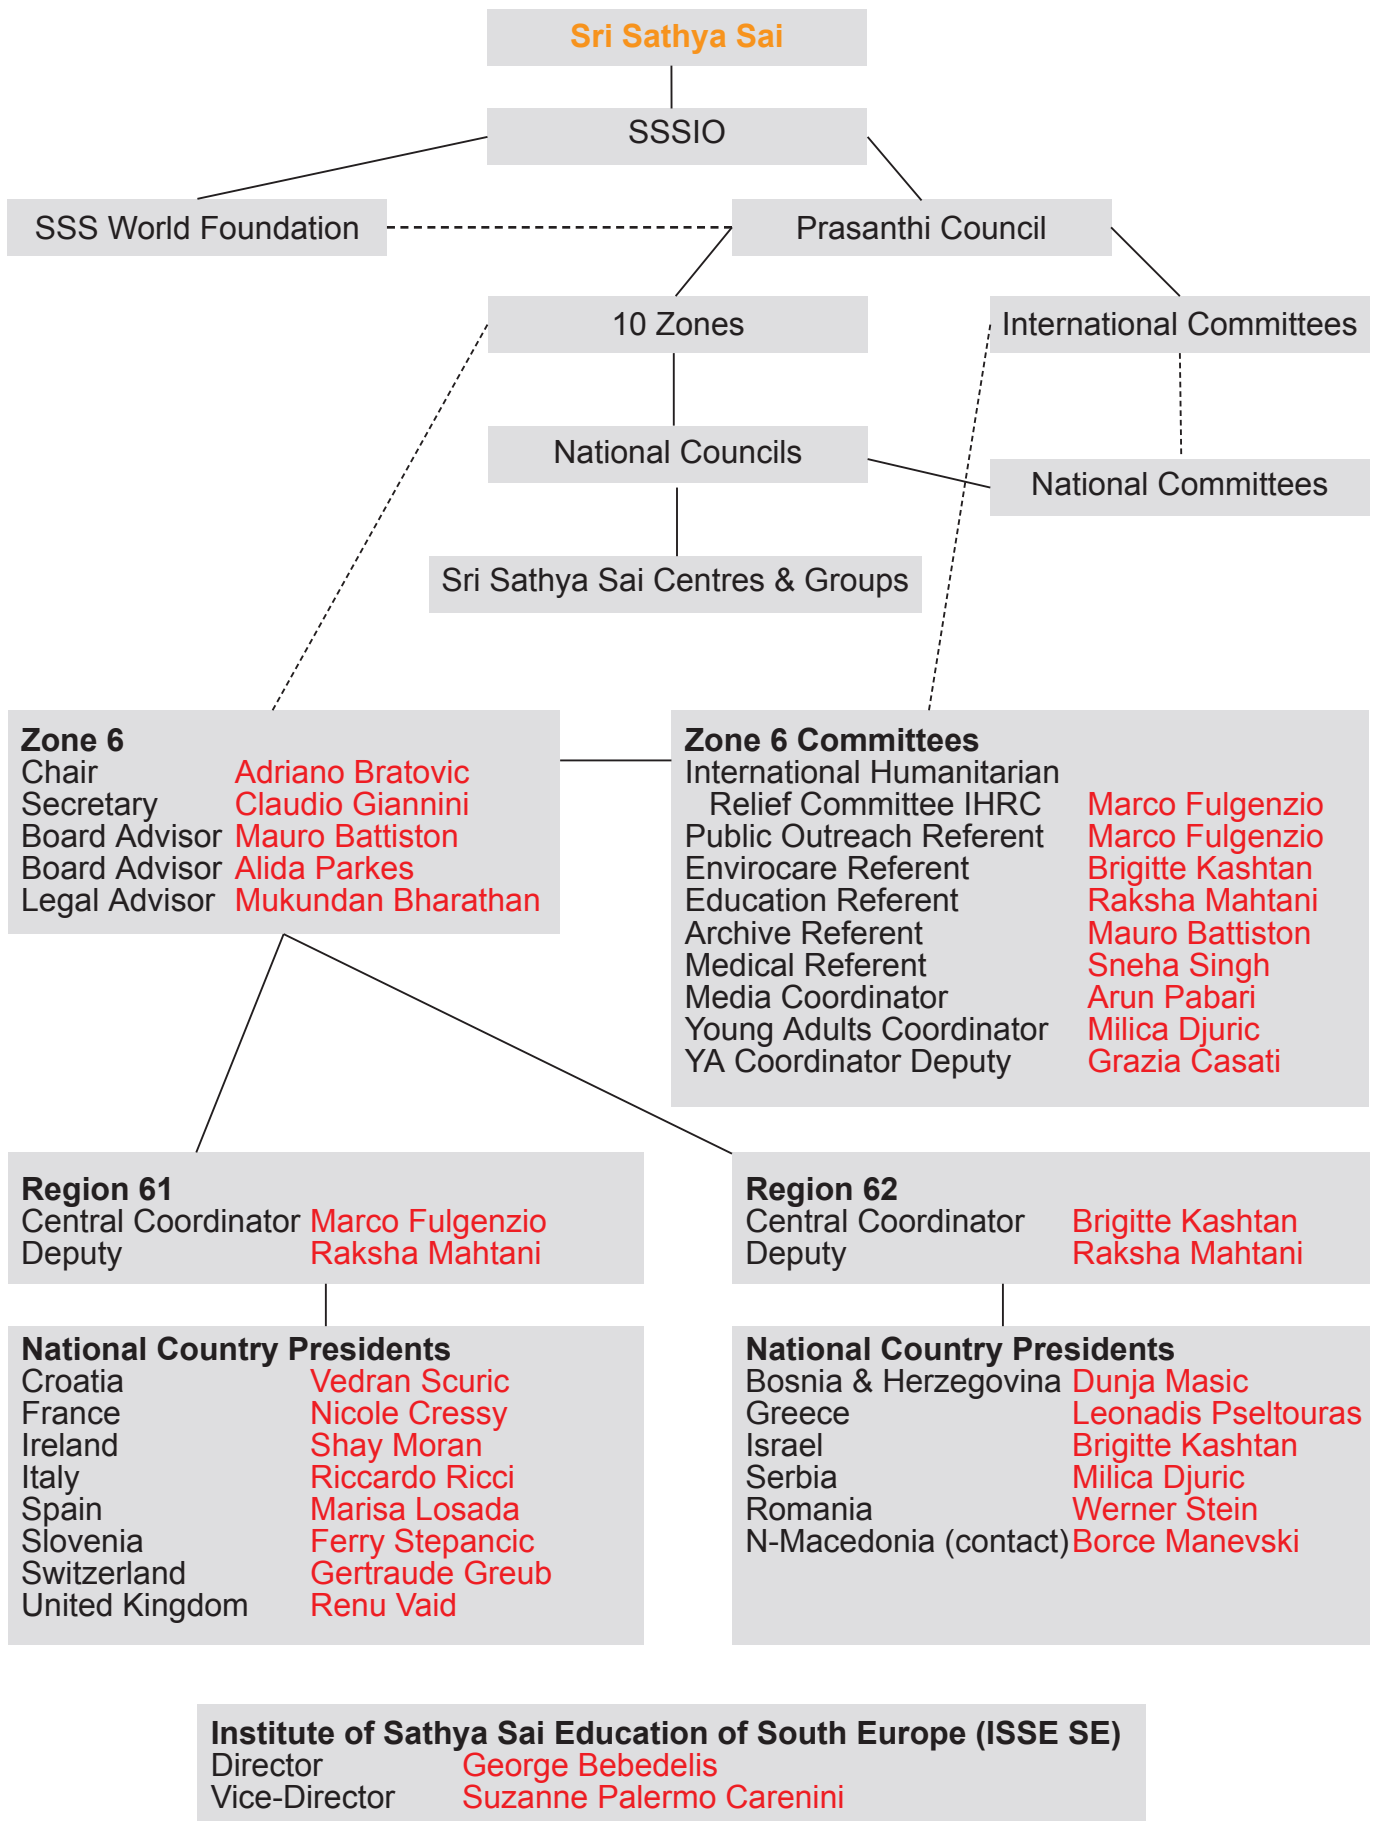 Sri Sathya Sai
SSSIO
SSS World Foundation
Prasanthi Council
10 Zones
International Committees
National Councils
National Committees
Sri Sathya Sai Centres & Groups
Zone 6
Chair Adriano Bratovic
Secretary Claudio Giannini
Board Advisor Mauro Battiston
Board Advisor Alida Parkes
Legal Advisor Mukundan Bharathan
Zone 6 Committees
International Humanitarian
Relief Committee IHRC Marco Fulgenzio
Public Outreach Referent Marco Fulgenzio
Envirocare Referent Brigitte Kashtan
Education Referent Raksha Mahtani
Archive Referent Mauro Battiston
Medical Referent Sneha Singh
Media Coordinator Arun Pabari
Young Adults Coordinator Milica Djuric
YA Coordinator Deputy Grazia Casati
Region 61
Central Coordinator Marco Fulgenzio
Deputy Raksha Mahtani
Region 62
Central Coordinator Brigitte Kashtan
Deputy Raksha Mahtani
National Country Presidents
Croatia Vedran Scuric
France Nicole Cressy
Ireland Shay Moran
Italy Riccardo Ricci
Spain Marisa Losada
Slovenia Ferry Stepancic
Switzerland Gertraude Greub
United Kingdom Renu Vaid
National Country Presidents
Bosnia & Herzegovina Dunja Masic
Greece Leonadis Pseltouras
Israel Brigitte Kashtan
Serbia Milica Djuric
Romania Werner Stein
N-Macedonia (contact) Borce Manevski
Institute of Sathya Sai Education of South Europe (ISSE SE)
Director George Bebedelis
Vice-Director Suzanne Palermo Carenini